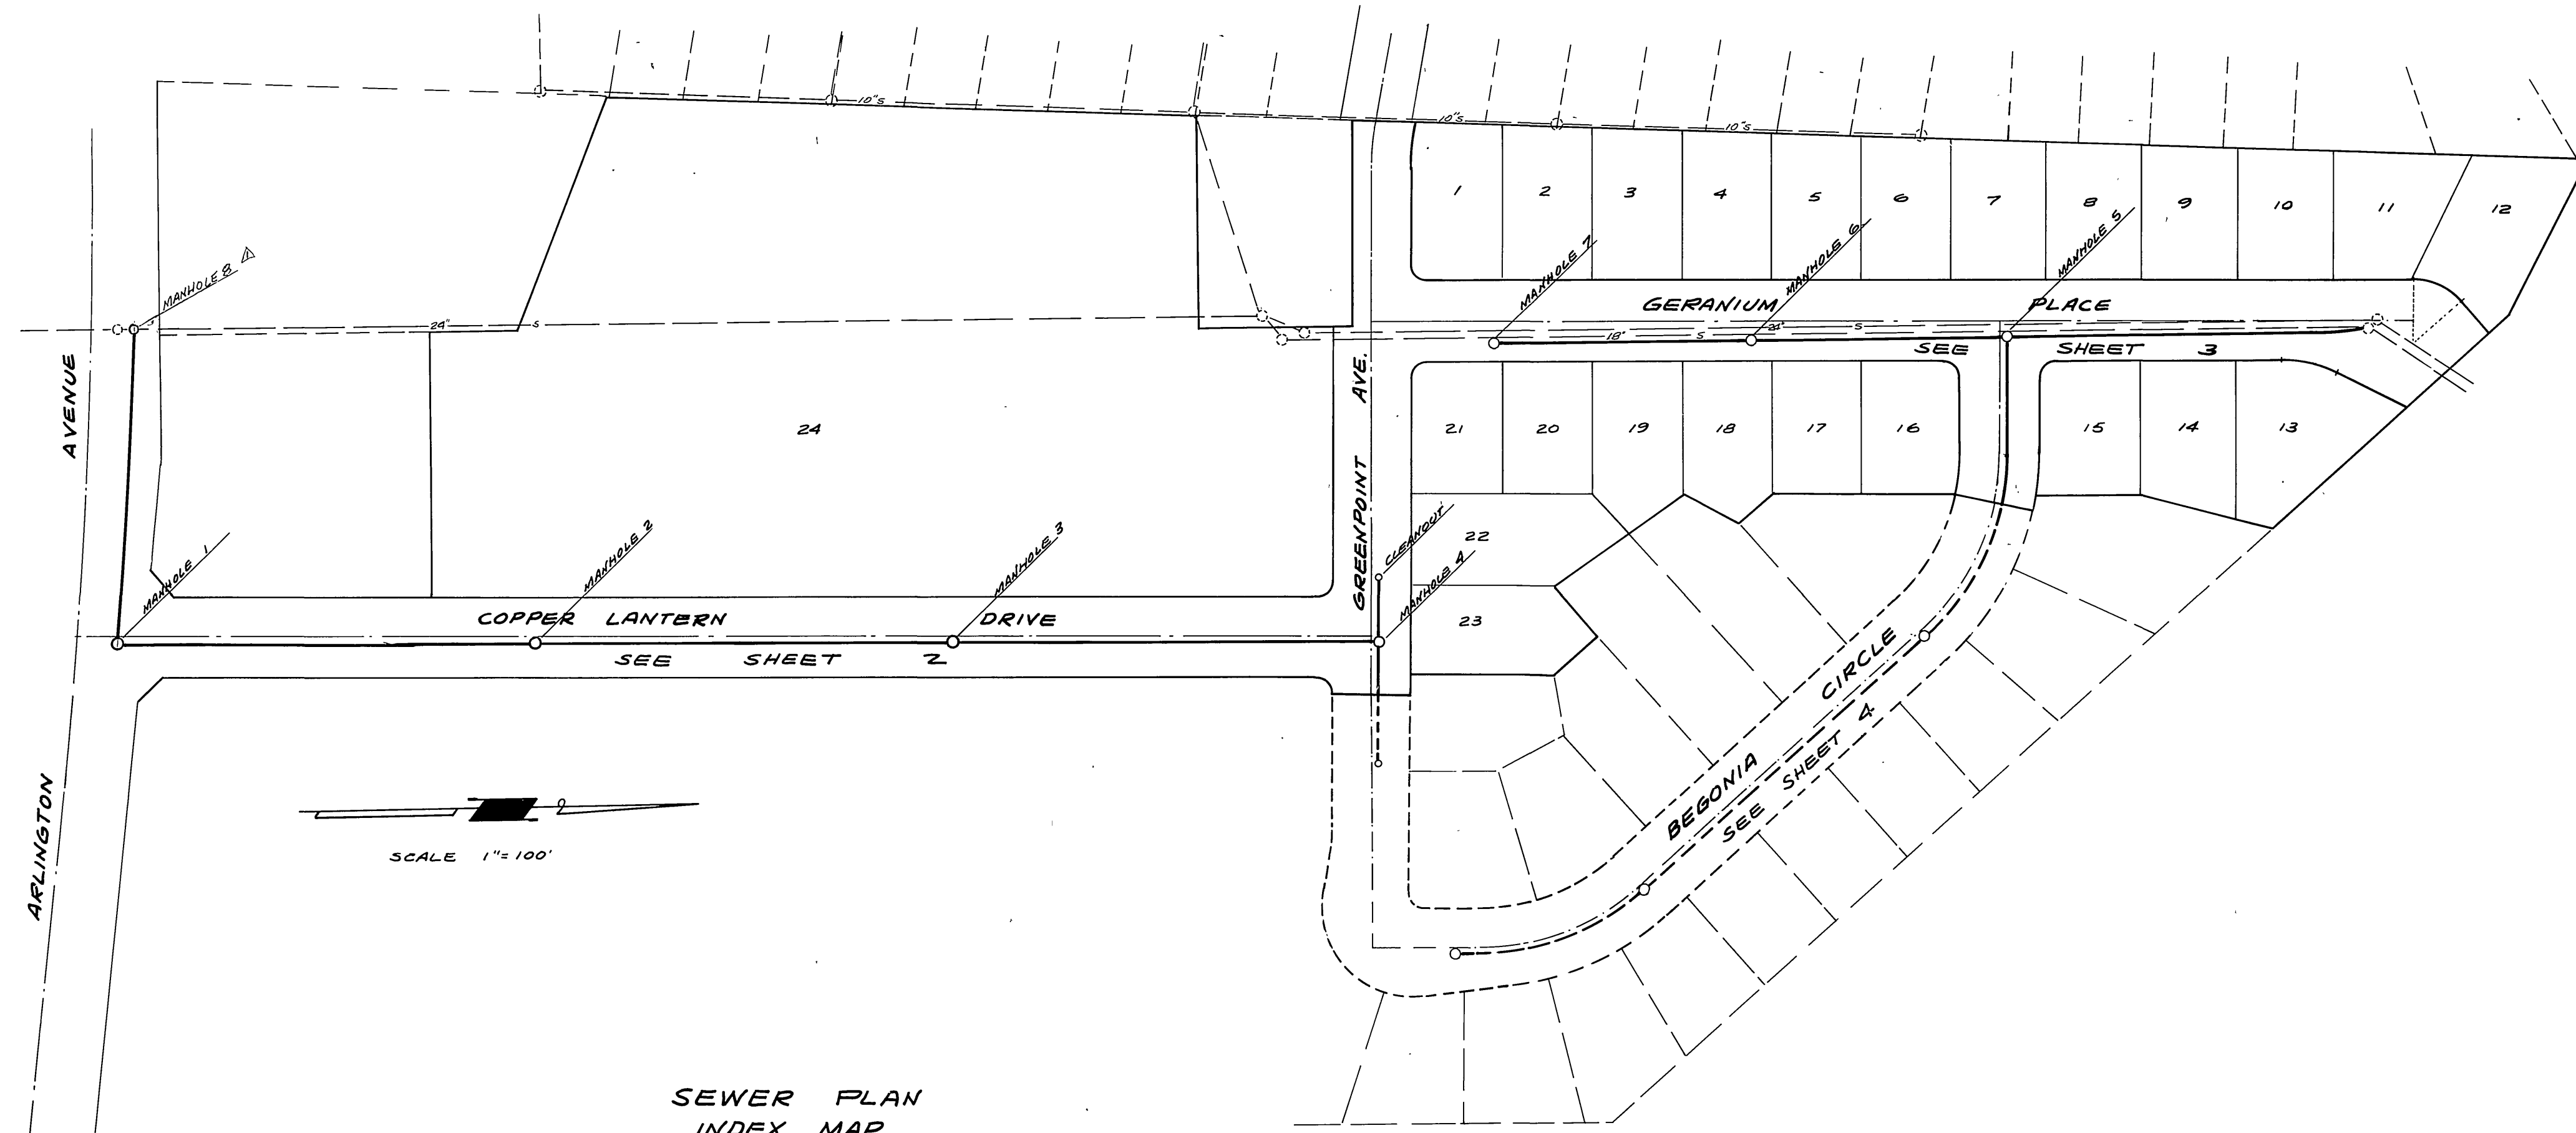 10"S
10"S
10"S
1
2
3
4
5
6
7
8
9
10
11
12
MANHOLE 8 1
MANHOLE 7
MANHOLE 6
MANHOLE 5
GERANIUM PLACE
24" S
18" S 24" S
SEE SHEET 3
AVENUE
GREENPOINT AVE.
24
21
20
19
18
17
16
15
14
13
MANHOLE 1
MANHOLE 2
MANHOLE 3
CLEANOUT
22
MANHOLE 4
COPPER LANTERN DRIVE
23
SEE SHEET 2
BEGONIA CIRCLE
SEE SHEET 4
ARLINGTON
SCALE 1"=100'
SEWER PLAN
INDEX MAP